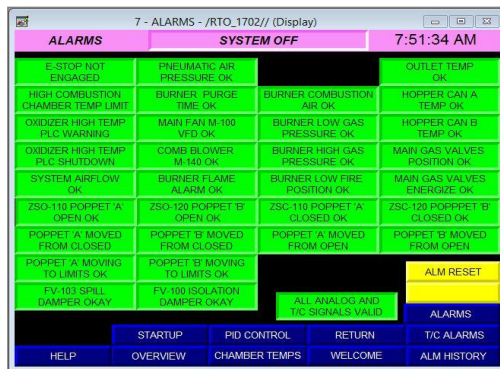 7 - ALARMS - /RTO_1702// (Display)
ALARMS
SYSTEM OFF
7:51:34 AM
E-STOP NOT
ENGAGED
PNEUMATIC AIR
PRESSURE OK
OUTLET TEMP
OK
HIGH COMBUSTION
CHAMBER TEMP LIMIT
BURNER PURGE
TIME OK
BURNER COMBUSTION
AIR OK
HOPPER CAN A
TEMP OK
OXIDIZER HIGH TEMP
PLC WARNING
MAIN FAN M-100
VFD OK
BURNER LOW GAS
PRESSURE OK
HOPPER CAN B
TEMP OK
OXIDIZER HIGH TEMP
PLC SHUTDOWN
COMB BLOWER
M-140 OK
BURNER HIGH GAS
PRESSURE OK
MAIN GAS VALVES
POSITION OK
SYSTEM AIRFLOW
OK
BURNER FLAME
ALARM OK
BURNER LOW FIRE
POSITION OK
MAIN GAS VALVES
ENERGIZE OK
ZSO-110 POPPET 'A'
OPEN OK
ZSO-120 POPPET 'B'
OPEN OK
ZSC-110 POPPET 'A'
CLOSED OK
ZSC-120 POPPPET 'B'
CLOSED OK
POPPET 'A' MOVED
FROM CLOSED
POPPET 'B' MOVED
FROM CLOSED
POPPET 'A' MOVED
FROM OPEN
POPPET 'B' MOVED
FROM OPEN
POPPET 'A' MOVING
TO LIMITS OK
POPPET 'B' MOVING
TO LIMITS OK
ALM RESET
FV-103 SPILL
DAMPER OKAY
FV-100 ISOLATION
DAMPER OKAY
ALL ANALOG AND
T/C SIGNALS VALID
ALARMS
STARTUP
PID CONTROL
RETURN
T/C ALARMS
HELP
OVERVIEW
CHAMBER TEMPS
WELCOME
ALM HISTORY